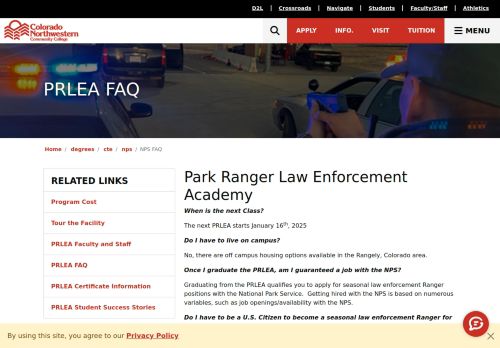 D2L | Crossroads | Navigate | Students | Faculty/Staff | Athletics
Colorado
Northwestern
Community College
APPLY INFO. VISIT TUITION MENU
PRLEA FAQ
Home / degrees / cte / nps / NPS FAQ
RELATED LINKS
Program Cost
Tour the Facility
PRLEA Faculty and Staff
PRLEA FAQ
PRLEA Certificate Information
PRLEA Student Success Stories
Park Ranger Law Enforcement
Academy
When is the next Class?
The next PRLEA starts January 16th, 2025
Do I have to live on campus?
No, there are off campus housing options available in the Rangely, Colorado area.
Once I graduate the PRLEA, am I guaranteed a job with the NPS?
Graduating from the PRLEA qualifies you to apply for seasonal law enforcement Ranger
positions with the National Park Service. Getting hired with the NPS is based on numerous
variables, such as job openings/availability with the NPS.
Do I have to be a U.S. Citizen to become a seasonal law enforcement Ranger for
By using this site, you agree to our Privacy Policy
×